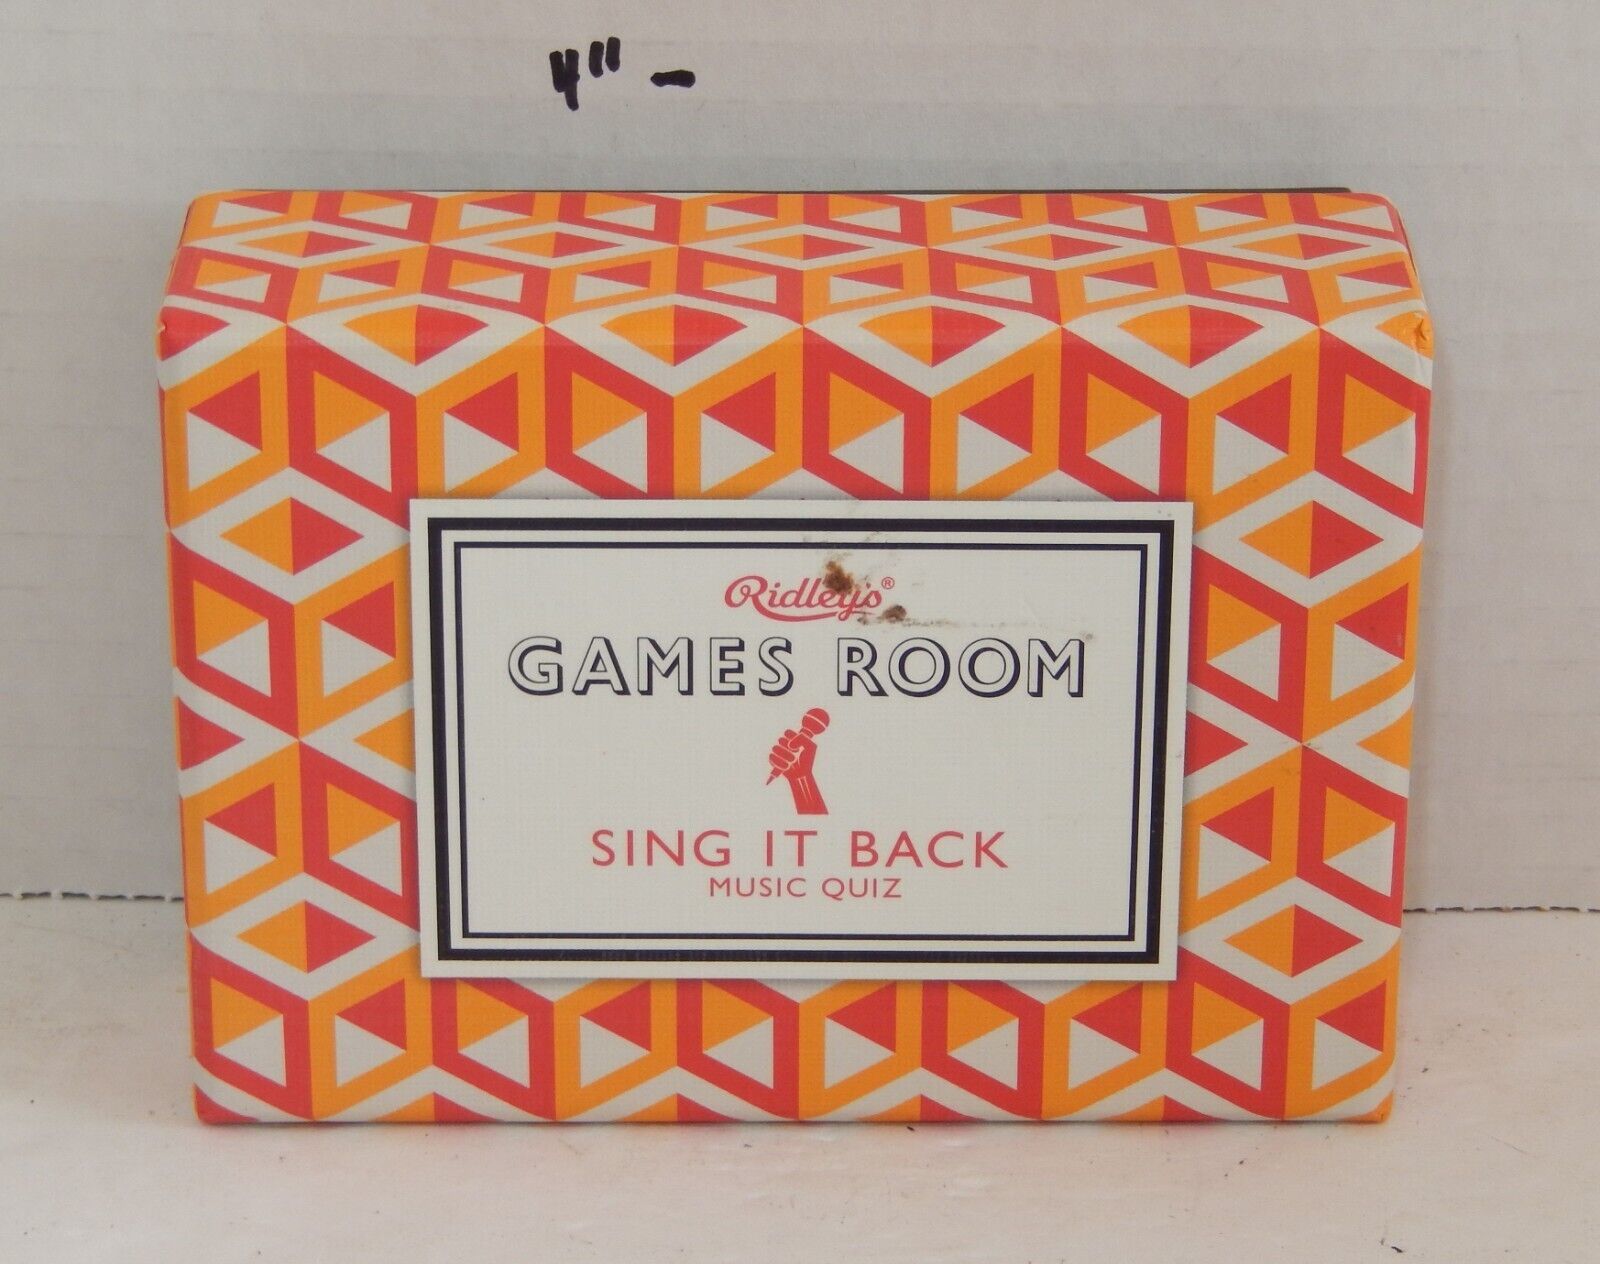 4" -
Ridley's®
GAMES ROOM
SING IT BACK
MUSIC QUIZ